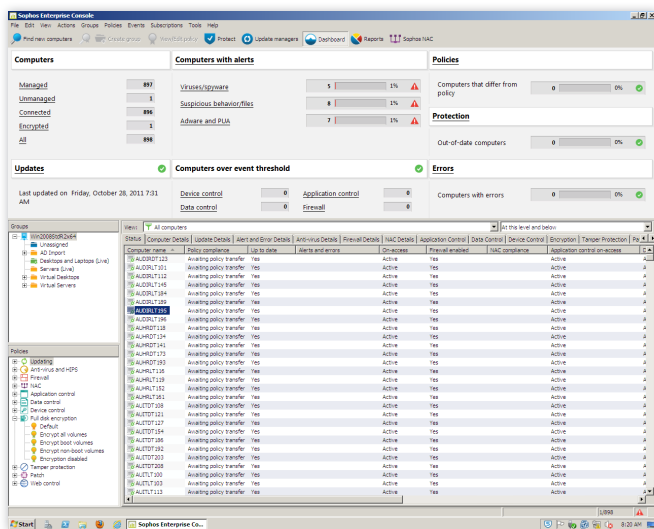 Sophos Enterprise Console
File Edit View Actions Groups Policies Events Subscriptions Tools Help
Find new computers Create group View/Edit policy Protect Update managers Dashboard Reports Sophos NAC
Computers
Managed 897
Unmanaged 1
Connected 896
Encrypted 1
All 898
Computers with alerts
Viruses/spyware 5 1%
Suspicious behavior/files 8 1%
Adware and PUA 7 1%
Policies
Computers that differ from policy 0 0%
Protection
Out-of-date computers 0 0%
Updates
Last updated on Friday, October 28, 2011 7:31 AM
Computers over event threshold
Device control 0 Application control 0
Data control 0 Firewall 0
Errors
Computers with errors 0 0%
Groups
Win2008StdR2x64
Unassigned
AD Import
Desktops and Laptops (Live)
Servers (Live)
Virtual Desktops
Virtual Servers
Policies
Updating
Anti-virus and HIPS
Firewall
NAC
Application control
Data control
Device control
Full disk encryption
Default
Encrypt all volumes
Encrypt boot volumes
Encrypt non-boot volumes
Encryption disabled
Tamper protection
Patch
Web control
View: All computers At this level and below
Status Computer Details Update Details Alert and Error Details Anti-virus Details Firewall Details NAC Details Application Control Data Control Device Control Encryption Tamper Protection Pa
Computer name Policy compliance Up to date Alerts and errors On-access Firewall enabled NAC compliance Application control on-access
AUDIRDT123 Awaiting policy transfer Yes Active Yes Active
AUDIRLT101 Awaiting policy transfer Yes Active Yes Active
AUDIRLT112 Awaiting policy transfer Yes Active Yes Active
AUDIRLT145 Awaiting policy transfer Yes Active Yes Active
AUDIRLT184 Awaiting policy transfer Yes Active Yes Active
AUDIRLT189 Awaiting policy transfer Yes Active Yes Active
AUDIRLT195 Awaiting policy transfer Yes Active Yes Active
AUDIRLT196 Awaiting policy transfer Yes Active Yes Active
AUHRDT118 Awaiting policy transfer Yes Active Yes Active
AUHRDT134 Awaiting policy transfer Yes Active Yes Active
AUHRDT141 Awaiting policy transfer Yes Active Yes Active
AUHRDT173 Awaiting policy transfer Yes Active Yes Active
AUHRDT193 Awaiting policy transfer Yes Active Yes Active
AUHRLT116 Awaiting policy transfer Yes Active Yes Active
AUHRLT119 Awaiting policy transfer Yes Active Yes Active
AUHRLT152 Awaiting policy transfer Yes Active Yes Active
AUHRLT161 Awaiting policy transfer Yes Active Yes Active
AUITDT108 Awaiting policy transfer Yes Active Yes Active
AUITDT121 Awaiting policy transfer Yes Active Yes Active
AUITDT127 Awaiting policy transfer Yes Active Yes Active
AUITDT154 Awaiting policy transfer Yes Active Yes Active
AUITDT186 Awaiting policy transfer Yes Active Yes Active
AUITDT192 Awaiting policy transfer Yes Active Yes Active
AUITDT203 Awaiting policy transfer Yes Active Yes Active
AUITDT208 Awaiting policy transfer Yes Active Yes Active
AUITLT100 Awaiting policy transfer Yes Active Yes Active
AUITLT103 Awaiting policy transfer Yes Active Yes Active
AUITLT113 Awaiting policy transfer Yes Active Yes Active
1/898
Start Sophos Enterprise Co... 8:20 AM